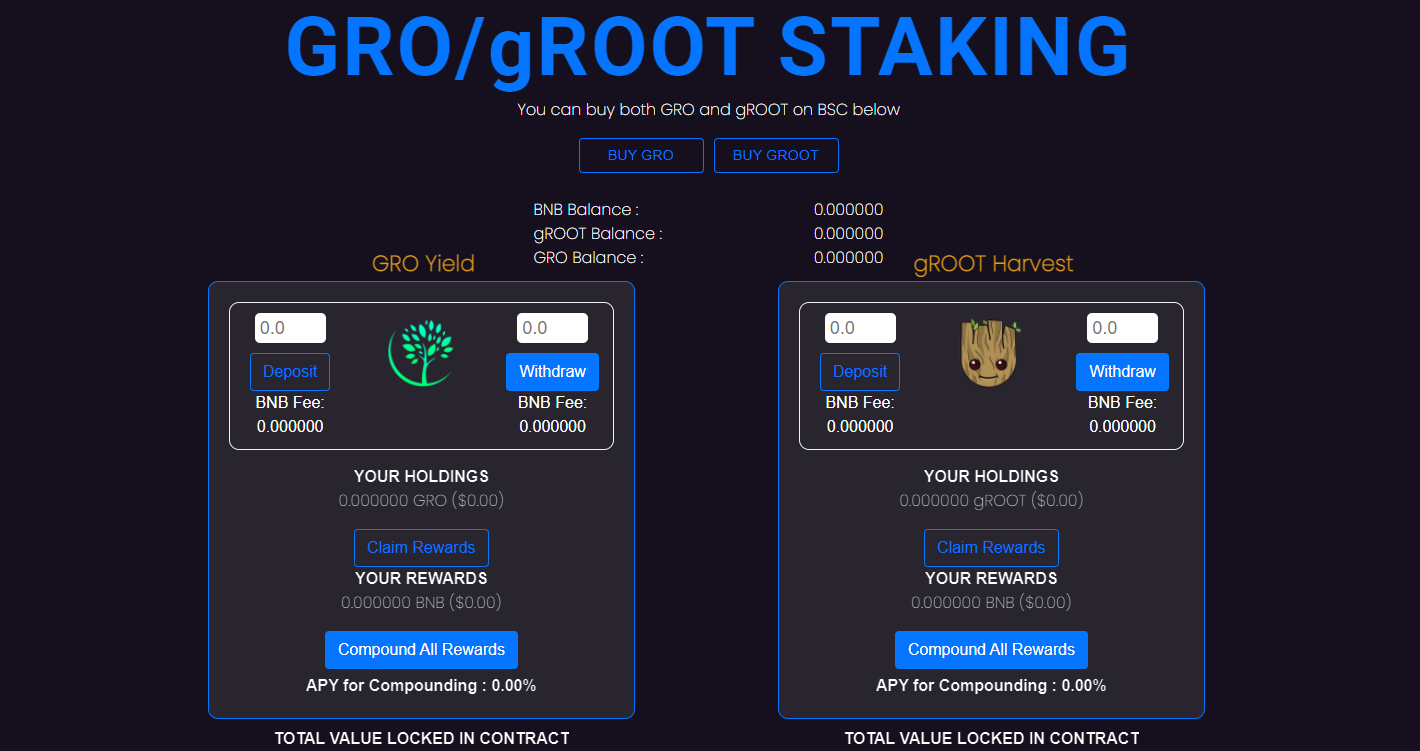 GRO/gROOT STAKING
You can buy both GRO and gROOT on BSC below
BUY GRO BUY GROOT
BNB Balance : 0.000000
gROOT Balance : 0.000000
GRO Balance : 0.000000
GRO Yield
0.0 0.0
Deposit Withdraw
BNB Fee: BNB Fee:
0.000000 0.000000
YOUR HOLDINGS
0.000000 GRO ($0.00)
Claim Rewards
YOUR REWARDS
0.000000 BNB ($0.00)
Compound All Rewards
APY for Compounding : 0.00%
TOTAL VALUE LOCKED IN CONTRACT
gROOT Harvest
0.0 0.0
Deposit Withdraw
BNB Fee: BNB Fee:
0.000000 0.000000
YOUR HOLDINGS
0.000000 gROOT ($0.00)
Claim Rewards
YOUR REWARDS
0.000000 BNB ($0.00)
Compound All Rewards
APY for Compounding : 0.00%
TOTAL VALUE LOCKED IN CONTRACT